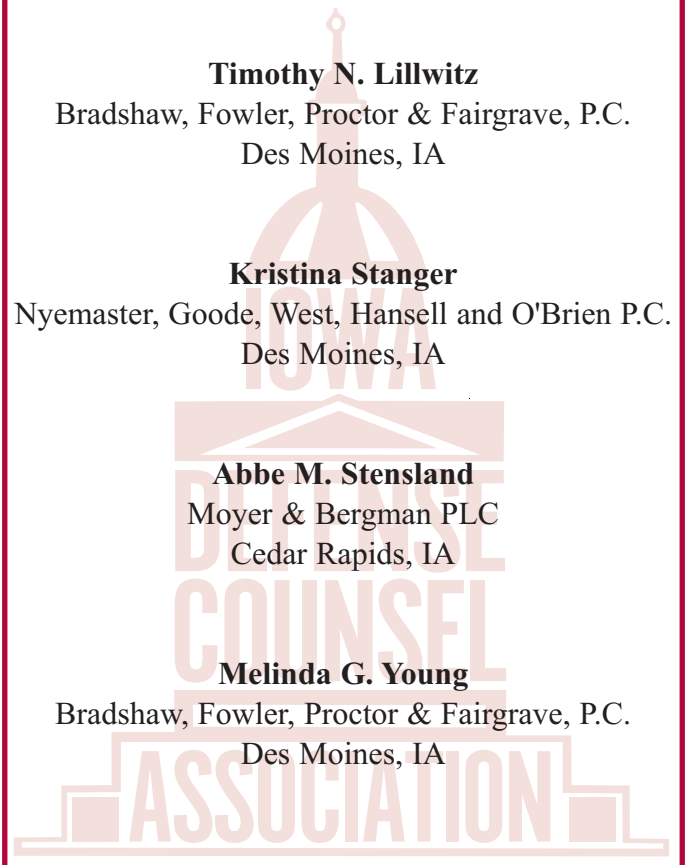 Timothy N. Lillwitz
Bradshaw, Fowler, Proctor & Fairgrave, P.C.
Des Moines, IA
Kristina Stanger
Nyemaster, Goode, West, Hansell and O'Brien P.C.
Des Moines, IA
IOWA
Abbe M. Stensland
Moyer & Bergman PLC
Cedar Rapids, IA
DEFENSE
COUNSEL
Melinda G. Young
Bradshaw, Fowler, Proctor & Fairgrave, P.C.
Des Moines, IA
ASSOCIATION